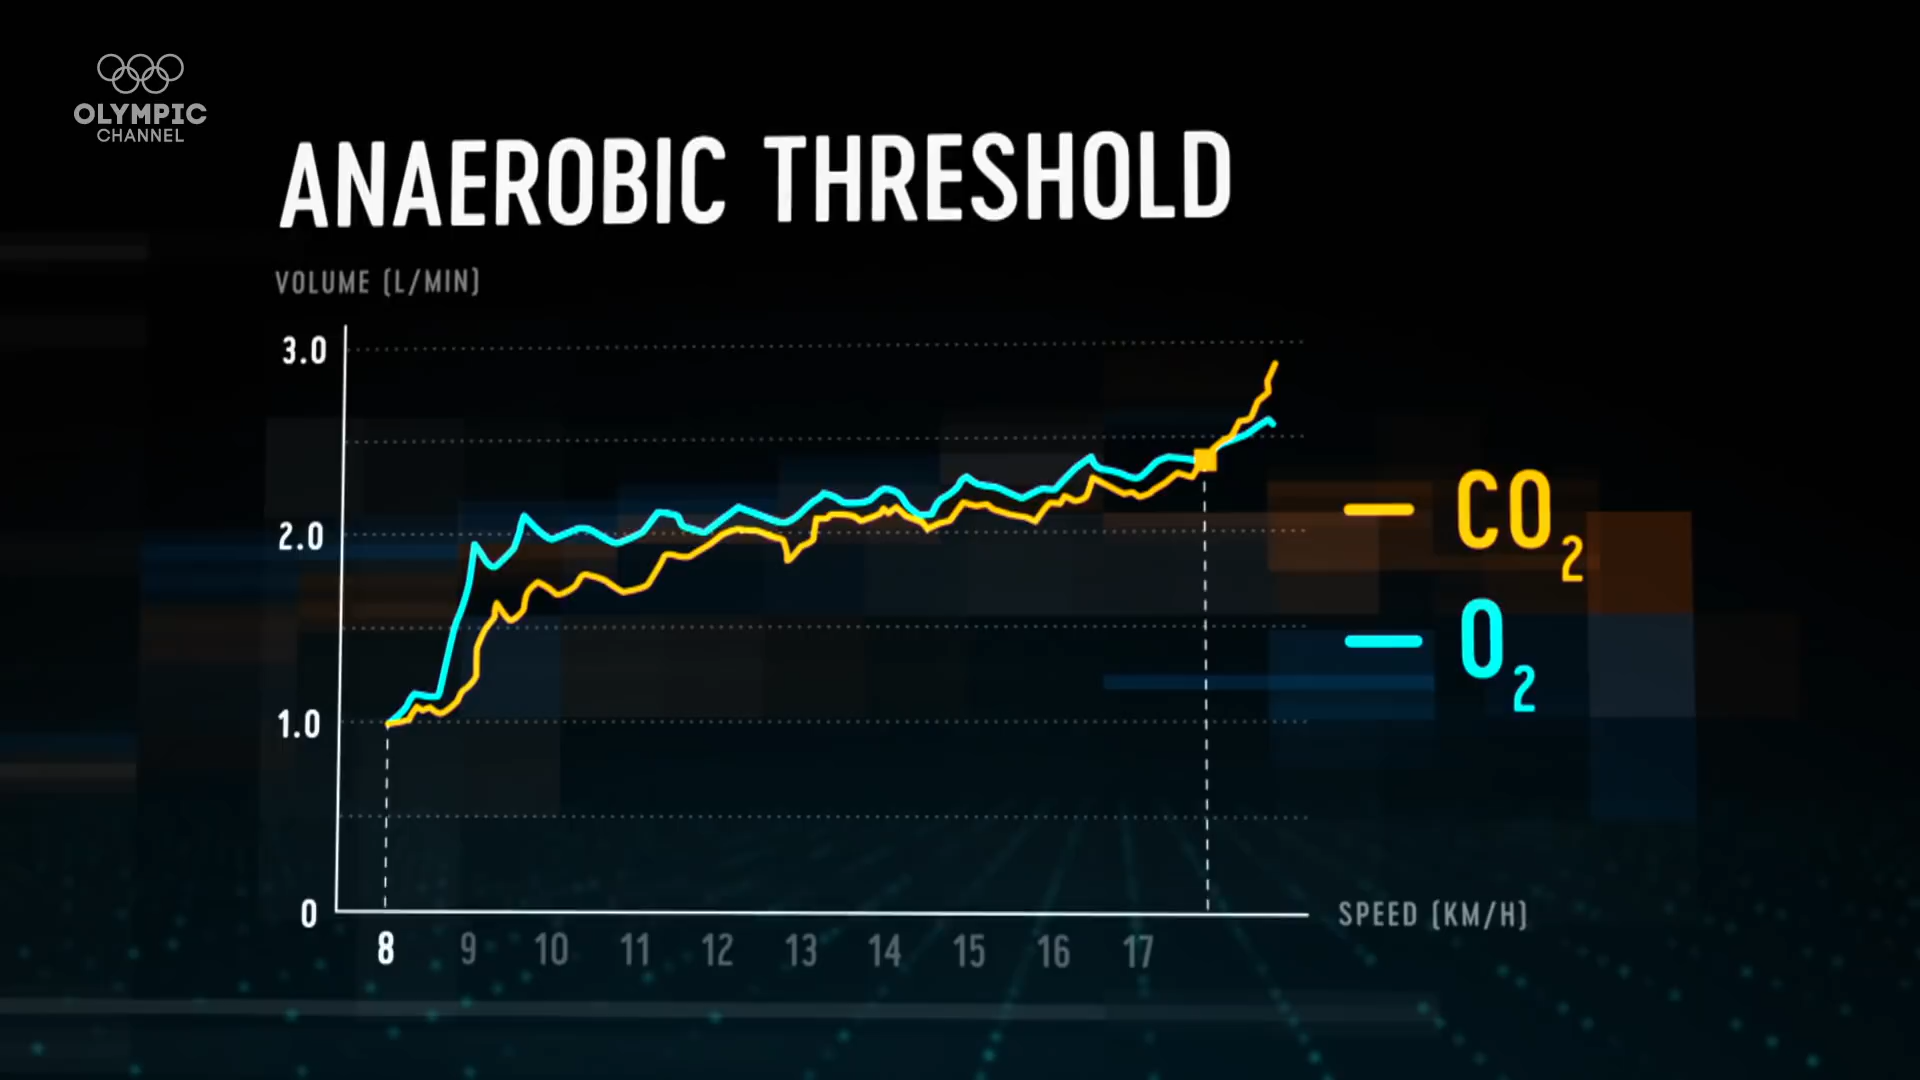 OLYMPIC
CHANNEL
ANAEROBIC THRESHOLD
VOLUME (L/MIN)
3.0
2.0
1.0
0
8 9 10 11 12 13 14 15 16 17
SPEED (KM/H)
CO₂
O₂